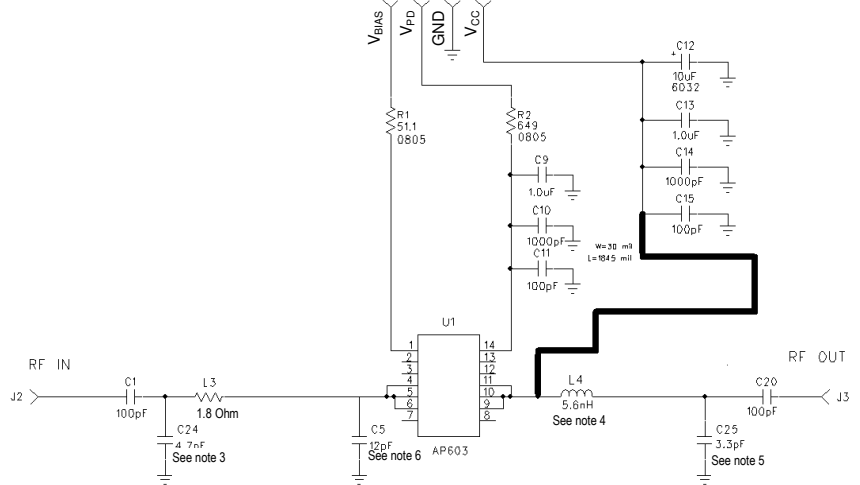 VBIAS
VPD
GND
VCC
+ C12
10uF
6032
R1
51.1
0805
R2
649
0805
C13
1.0uF
C9
1.0uF
C14
1000pF
C10
1000pF
C15
100pF
W=30 mil
L=1845 mil
C11
100pF
U1
1
2
3
4
5
6
7
14
13
12
11
10
9
8
AP603
RF IN
J2
C1
100pF
L3
1.8 Ohm
C24
4.7pF
See note 3
C5
12pF
See note 6
L4
5.6nH
See note 4
RF OUT
C20
100pF
J3
C25
3.3pF
See note 5